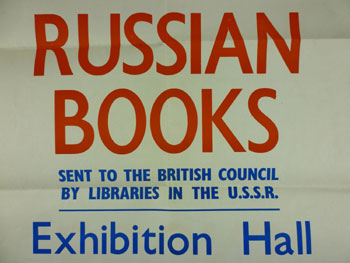 RUSSIAN
BOOKS
SENT TO THE BRITISH COUNCIL
BY LIBRARIES IN THE U.S.S.R.
Exhibition Hall